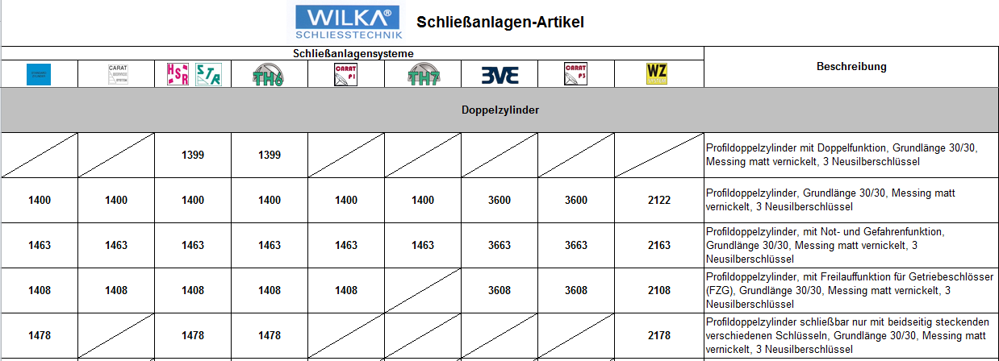 WILKA®
SCHLIESSTECHNIK
Schließanlagen-Artikel
Schließanlagensysteme
Beschreibung
CARAT
HSR
STR
TH6
CARAT
P1
TH7
3VE
CARAT
P3
WZ
Doppelzylinder
1399 1399
Profildoppelzylinder mit Doppelfunktion, Grundlänge 30/30,
Messing matt vernickelt, 3 Neusilberschlüssel
1400 1400 1400 1400 1400 1400 3600 3600 2122
Profildoppelzylinder, Grundlänge 30/30, Messing matt
vernickelt, 3 Neusilberschlüssel
1463 1463 1463 1463 1463 1463 3663 3663 2163
Profildoppelzylinder, mit Not- und Gefahrenfunktion,
Grundlänge 30/30, Messing matt vernickelt, 3
Neusilberschlüssel
1408 1408 1408 1408 1408 3608 3608 2108
Profildoppelzylinder, mit Freilauffunktion für Getriebeschlösser
(FZG), Grundlänge 30/30, Messing matt vernickelt, 3
Neusilberschlüssel
1478 1478 1478 2178
Profildoppelzylinder schließbar nur mit beidseitig steckenden
verschiedenen Schlüsseln, Grundlänge 30/30, Messing matt
vernickelt, 3 Neusilberschlüssel